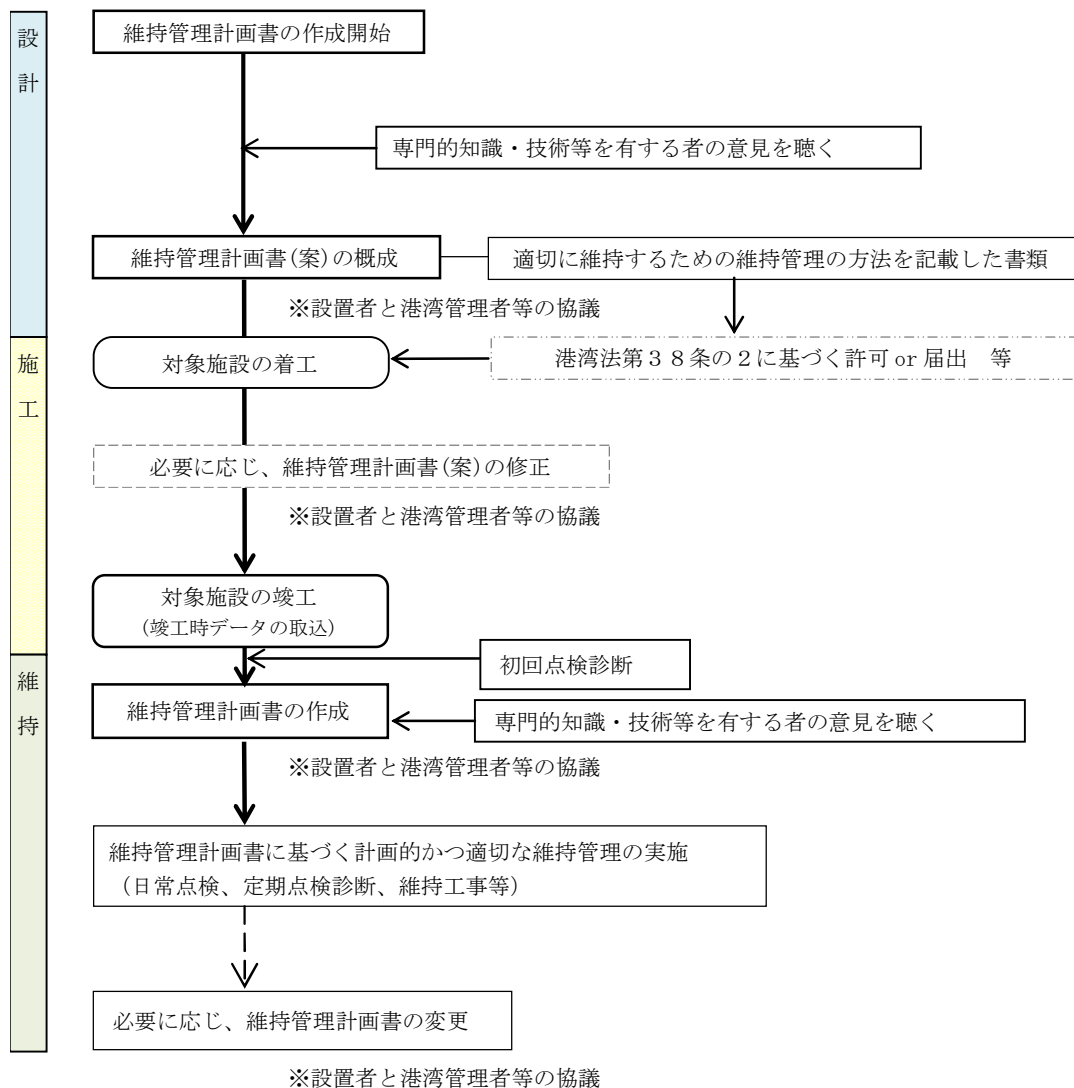 設計
維持管理計画書の作成開始
専門的知識・技術等を有する者の意見を聴く
維持管理計画書(案)の概成
適切に維持するための維持管理の方法を記載した書類
※設置者と港湾管理者等の協議
施工
対象施設の着工
港湾法第38条の2に基づく許可 or 届出　等
必要に応じ、維持管理計画書(案)の修正
※設置者と港湾管理者等の協議
対象施設の竣工
(竣工時データの取込)
初回点検診断
維持
維持管理計画書の作成
専門的知識・技術等を有する者の意見を聴く
※設置者と港湾管理者等の協議
維持管理計画書に基づく計画的かつ適切な維持管理の実施
（日常点検、定期点検診断、維持工事等）
必要に応じ、維持管理計画書の変更
※設置者と港湾管理者等の協議